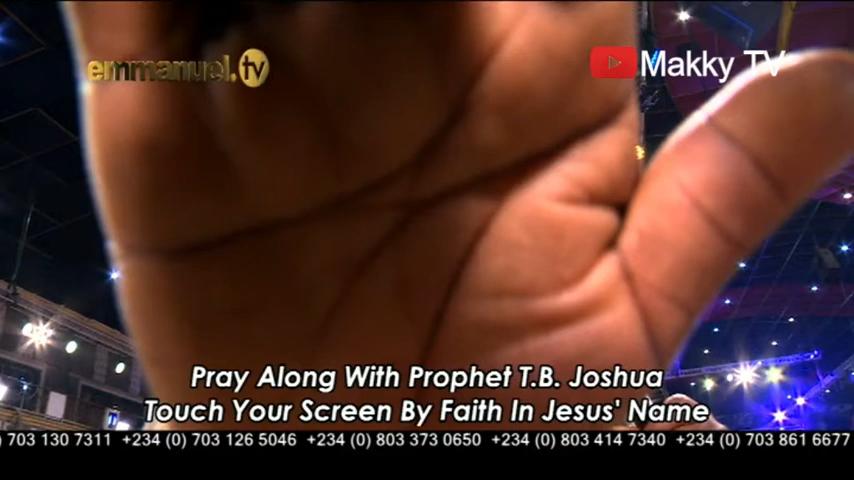 emmanuel.tv
Makky TV
Pray Along With Prophet T.B. Joshua
Touch Your Screen By Faith In Jesus' Name
) 703 130 7311 +234 (0) 703 126 5046 +234 (0) 803 373 0650 +234 (0) 803 414 7340 +234 (0) 703 861 6677